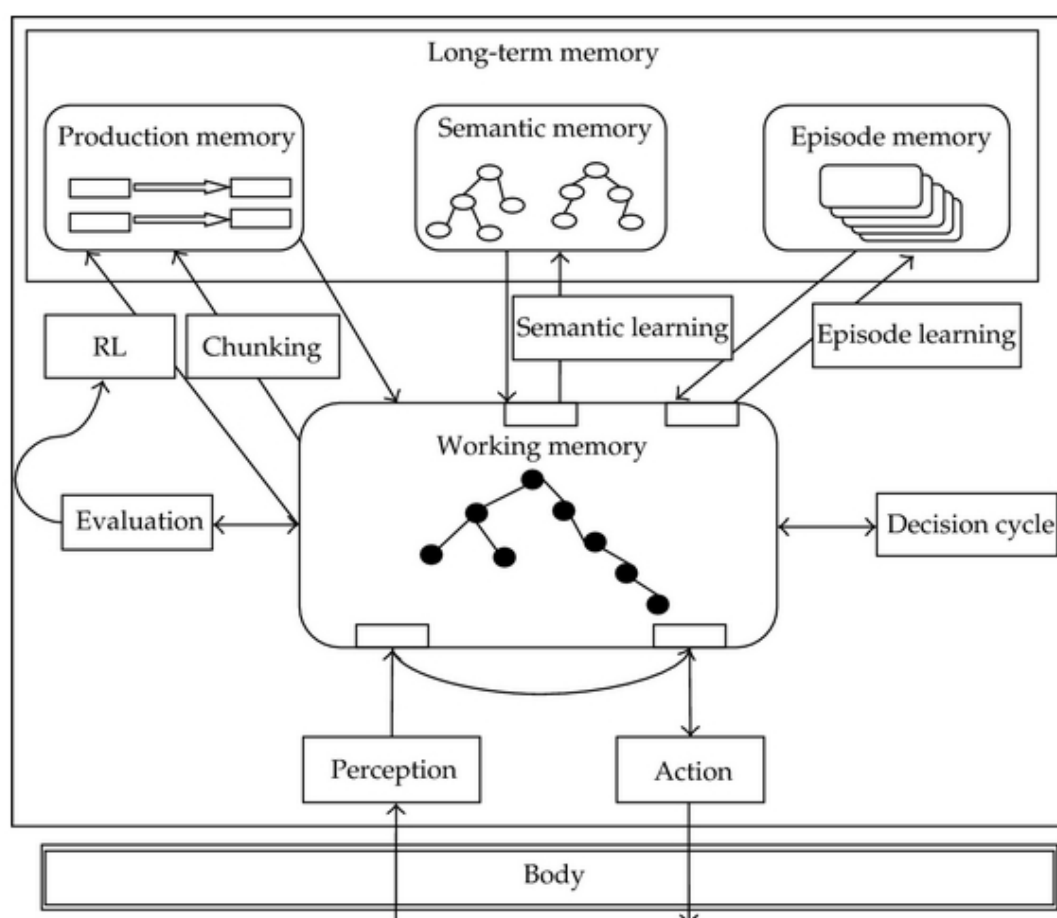 Long-term memory
Production memory
Semantic memory
Episode memory
RL
Chunking
Semantic learning
Episode learning
Working memory
Evaluation
Decision cycle
Perception
Action
Body